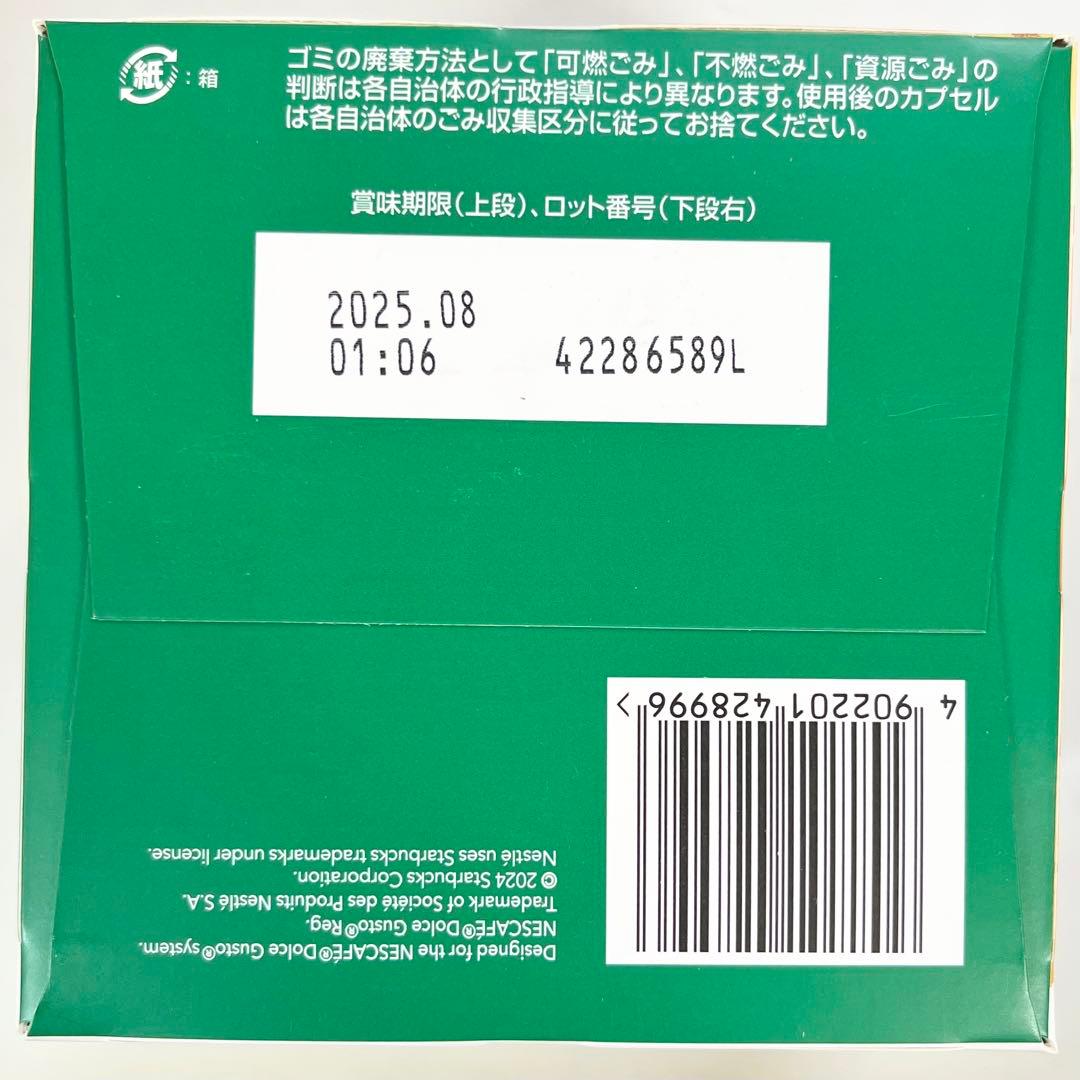 紙：箱
ゴミの廃棄方法として「可燃ごみ」、「不燃ごみ」、「資源ごみ」の
判断は各自治体の行政指導により異なります。使用後のカプセル
は各自治体のごみ収集区分に従ってお捨てください。
賞味期限（上段）、ロット番号（下段右）
2025.08
01:06 42286589L
4 902201 428996 >
Designed for the NESCAFÉ® Dolce Gusto® system.
NESCAFÉ® Dolce Gusto® Reg.
Trademark of Société des Produits Nestlé S.A.
© 2024 Starbucks Corporation.
Nestlé uses Starbucks trademarks under license.